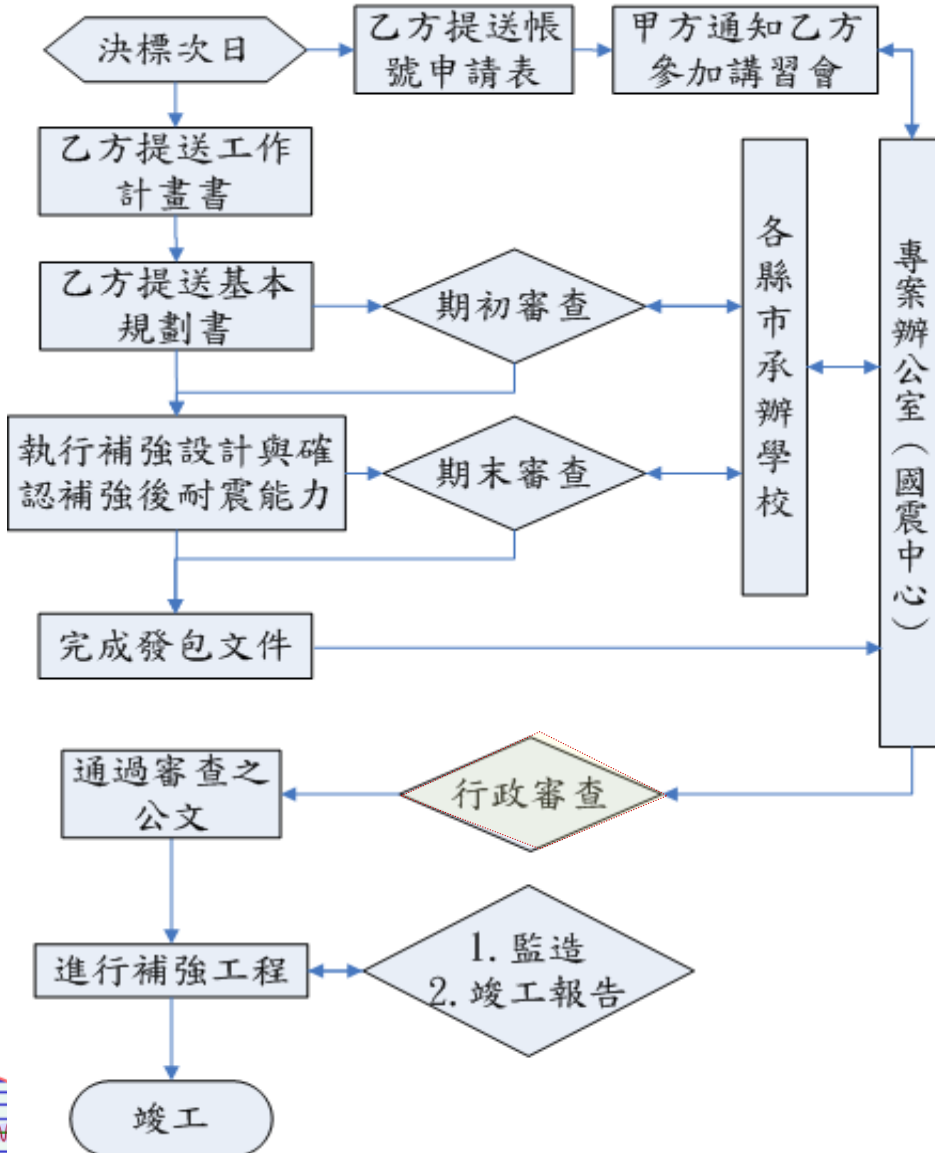 決標次日
乙方提送帳
號申請表
甲方通知乙方
參加講習會
乙方提送工作
計畫書
乙方提送基本
規劃書
期初審查
各縣市承辦學校
專案辦公室（國震中心）
執行補強設計與確
認補強後耐震能力
期末審查
完成發包文件
通過審查之
公文
行政審查
進行補強工程
1. 監造
2. 竣工報告
竣工